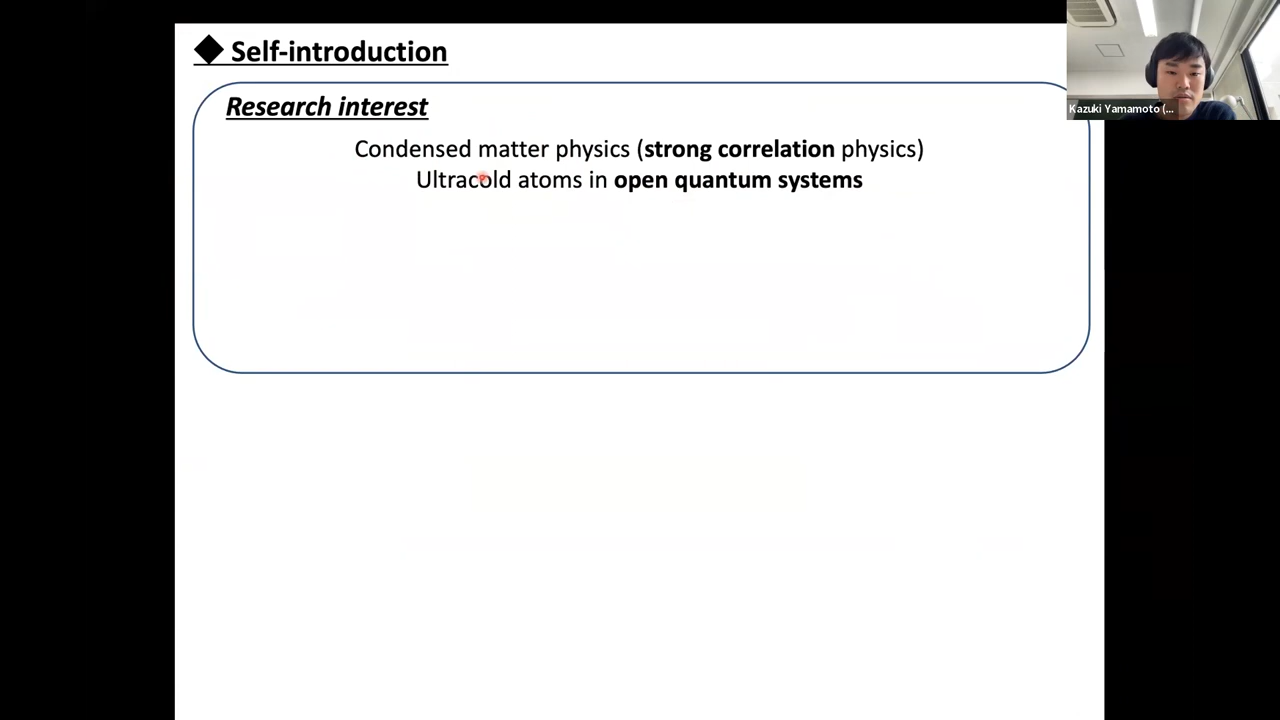 ◆ Self-introduction
Research interest
Condensed matter physics (strong correlation physics)
Ultracold atoms in open quantum systems
Kazuki Yamamoto (...